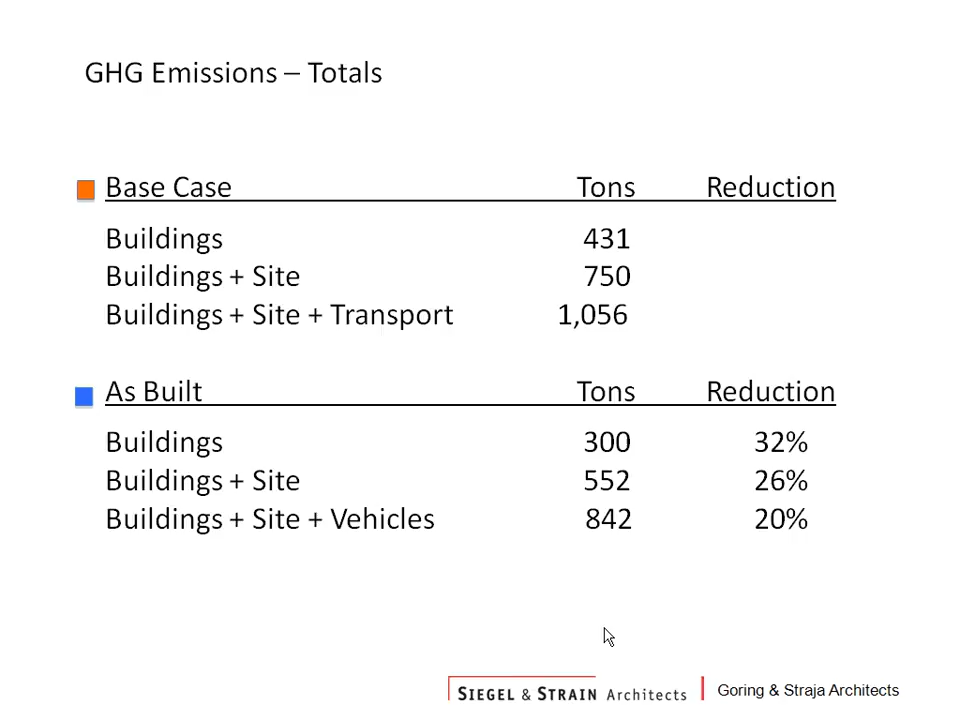 GHG Emissions – Totals
Base Case Tons Reduction
Buildings 431
Buildings + Site 750
Buildings + Site + Transport 1,056
As Built Tons Reduction
Buildings 300 32%
Buildings + Site 552 26%
Buildings + Site + Vehicles 842 20%
SIEGEL & STRAIN Architects Goring & Straja Architects